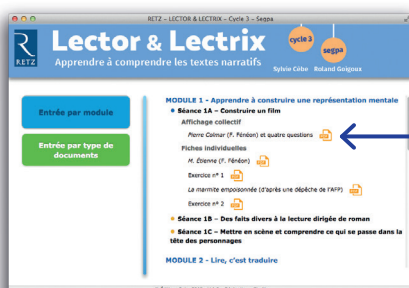 RETZ – LECTOR & LECTRIX – Cycle 3 – Segpa
RETZ
Lector & Lectrix
Apprendre à comprendre les textes narratifs
cycle 3
segpa
Sylvie Cèbe Roland Goigoux
Entrée par module
Entrée par type de documents
MODULE 1 - Apprendre à construire une représentation mentale
Séance 1A – Construire un film
Affichage collectif
Pierre Colmar (F. Fénéon) et quatre questions
Fiches individuelles
M. Étienne (F. Fénéon)
Exercice n° 1
La marmite empoisonnée (d'après une dépêche de l'AFP)
Exercice n° 2
Séance 1B – Des faits divers à la lecture dirigée de roman
Séance 1C – Mettre en scène et comprendre ce qui se passe dans la
tête des personnages
MODULE 2 - Lire, c'est traduire